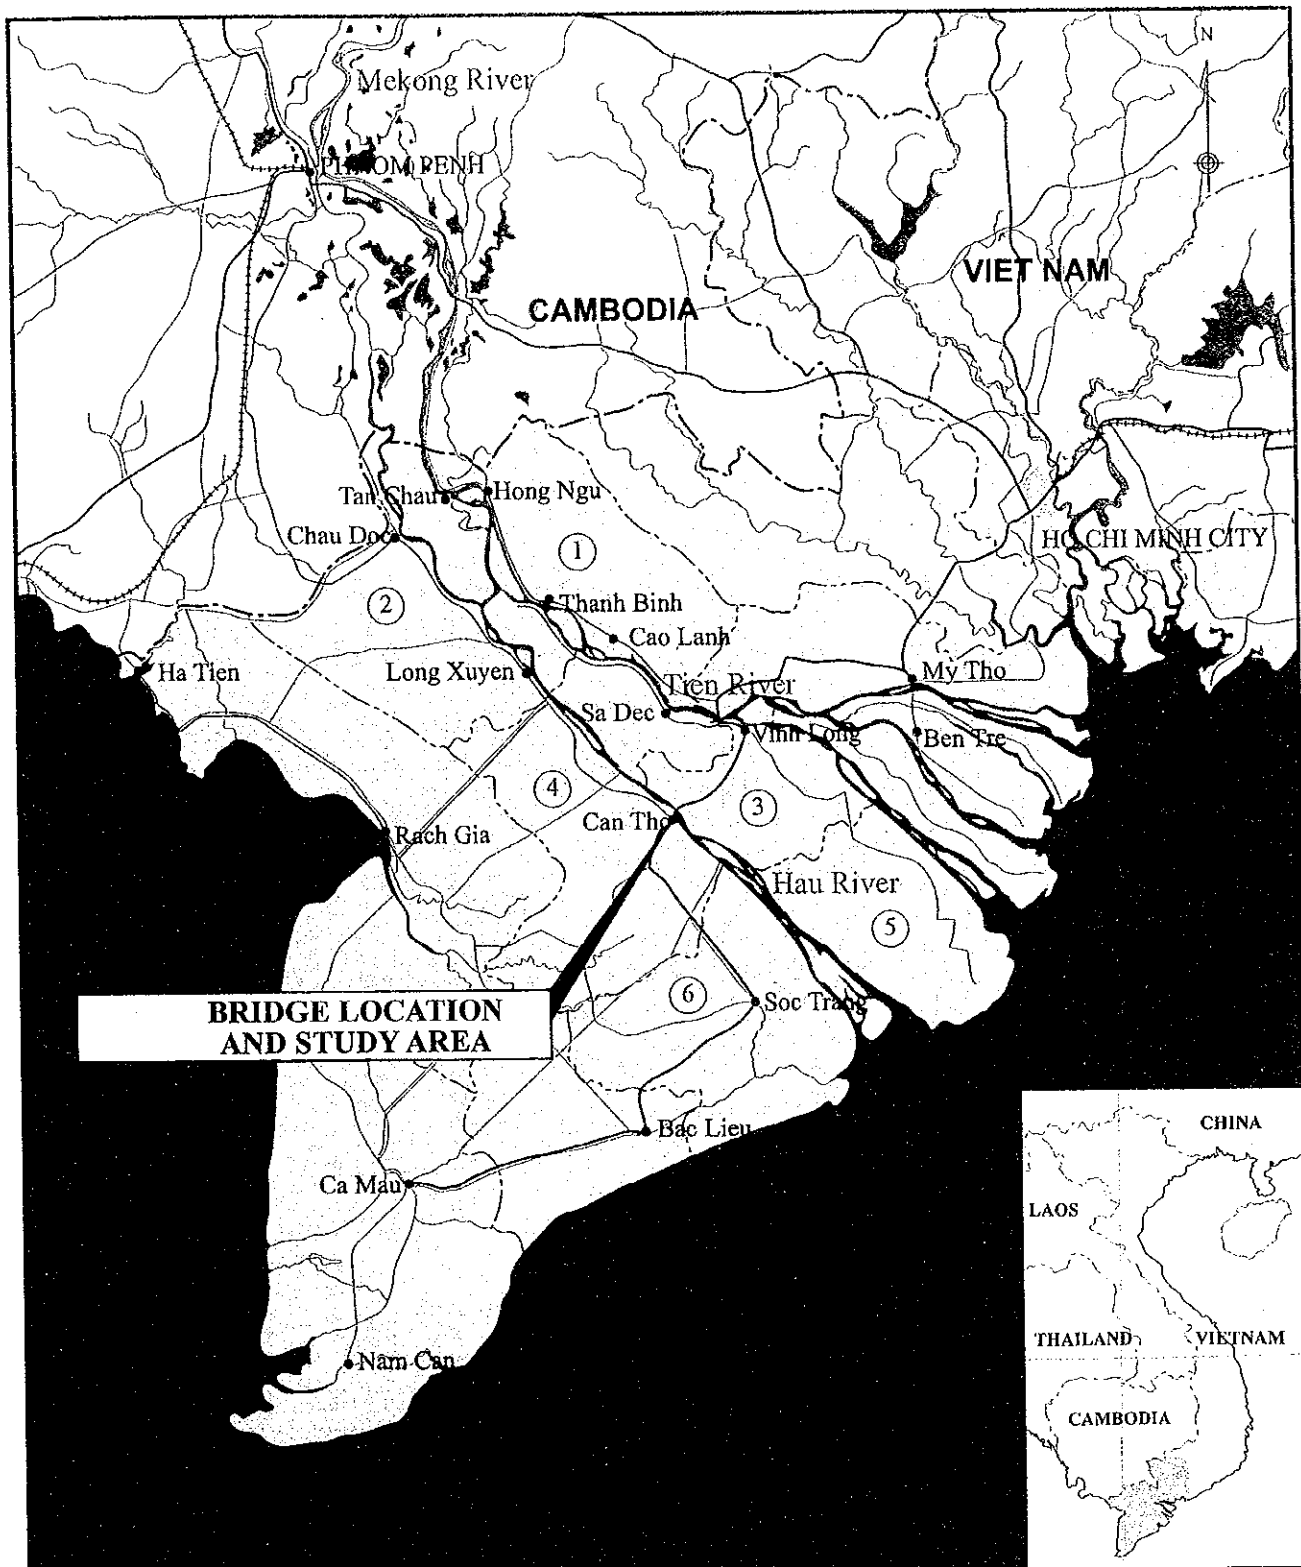 N
Mekong River
PHNOM PENH
VIET NAM
CAMBODIA
Tan Chau
Hong Ngu
Chau Doc
HO CHI MINH CITY
1
2
Thanh Binh
Cao Lanh
Ha Tien
Long Xuyen
Tien River
My Tho
Sa Dec
Vinh Long
Ben Tre
4
3
Can Tho
Rach Gia
Hau River
5
6
Soc Trang
BRIDGE LOCATION
AND STUDY AREA
Bac Lieu
Ca Mau
Nam Can
CHINA
LAOS
THAILAND
VIETNAM
CAMBODIA